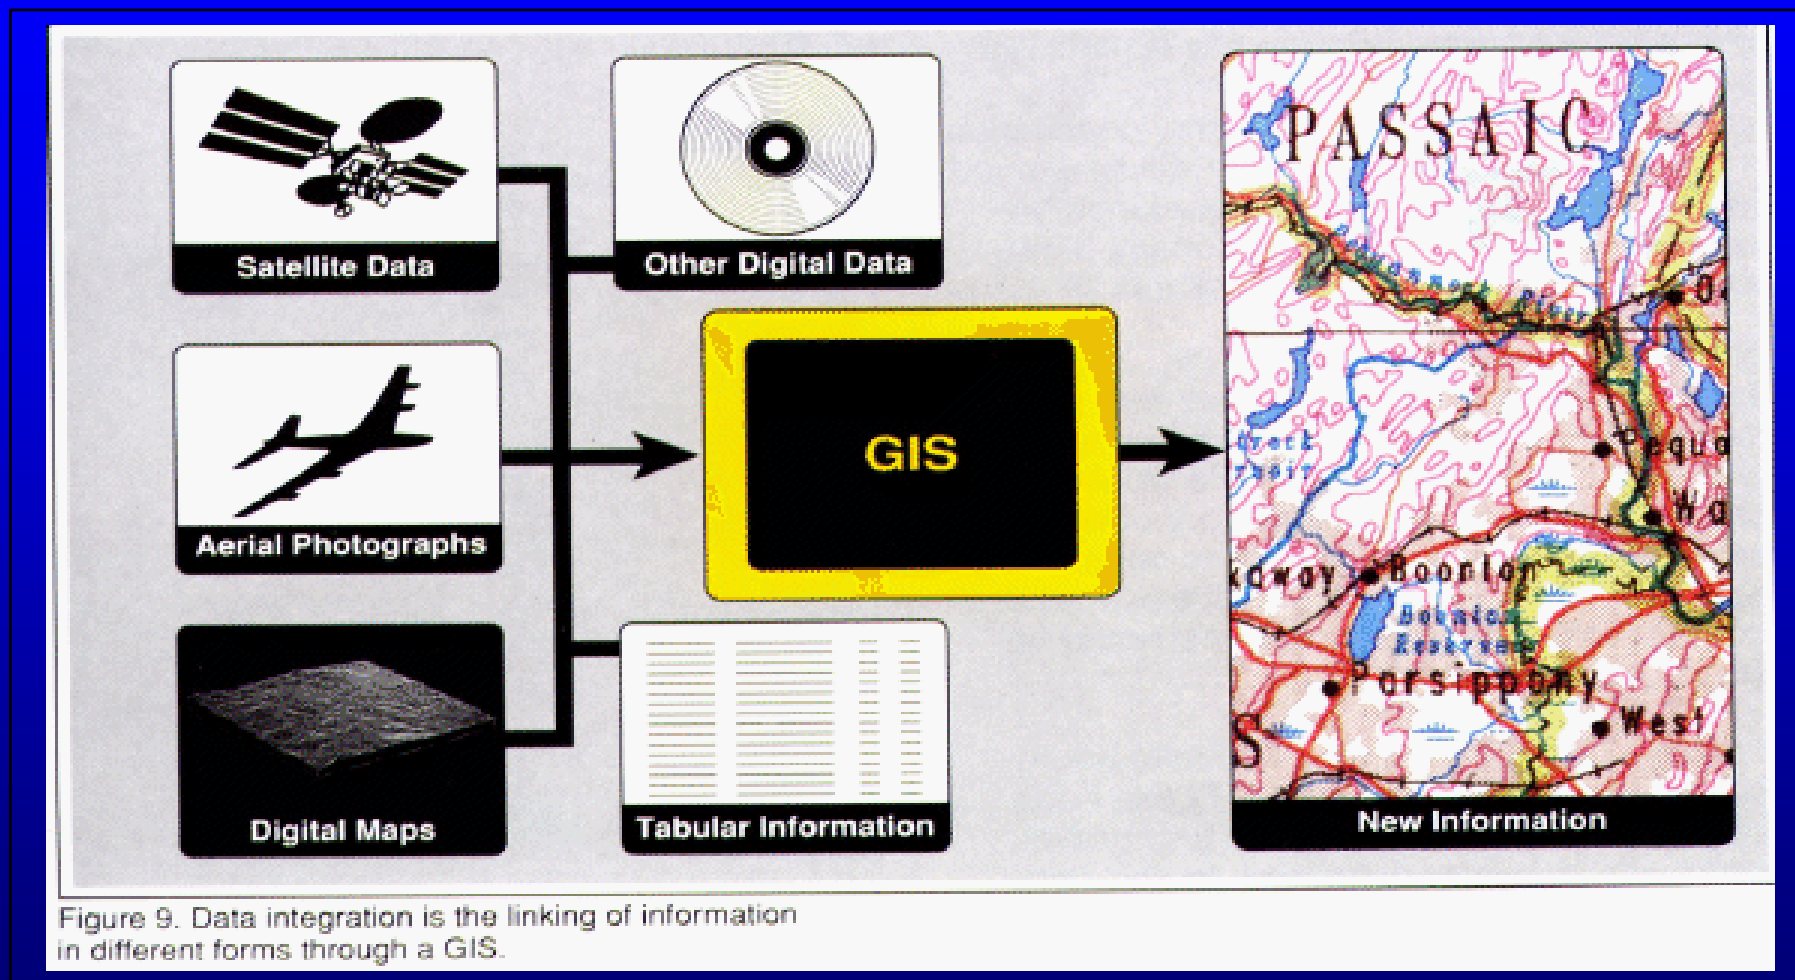 Satellite Data
Other Digital Data
Aerial Photographs
GIS
Digital Maps
Tabular Information
PASSAIC
Boonton
Boonton
Parsippany
West
S
New Information
Figure 9. Data integration is the linking of information
in different forms through a GIS.